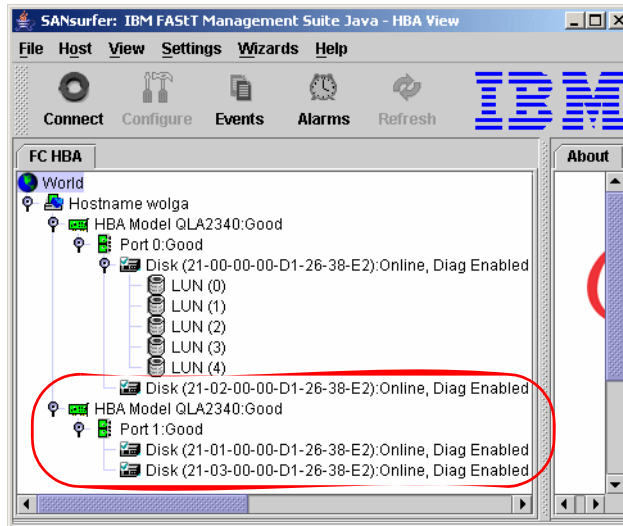 SANsurfer: IBM FAStT Management Suite Java - HBA View
File Host View Settings Wizards Help
Connect Configure Events Alarms Refresh
IBM
FC HBA
About
World
Hostname wolga
HBA Model QLA2340:Good
Port 0:Good
Disk (21-00-00-00-D1-26-38-E2):Online, Diag Enabled
LUN (0)
LUN (1)
LUN (2)
LUN (3)
LUN (4)
Disk (21-02-00-00-D1-26-38-E2):Online, Diag Enabled
HBA Model QLA2340:Good
Port 1:Good
Disk (21-01-00-00-D1-26-38-E2):Online, Diag Enabled
Disk (21-03-00-00-D1-26-38-E2):Online, Diag Enabled